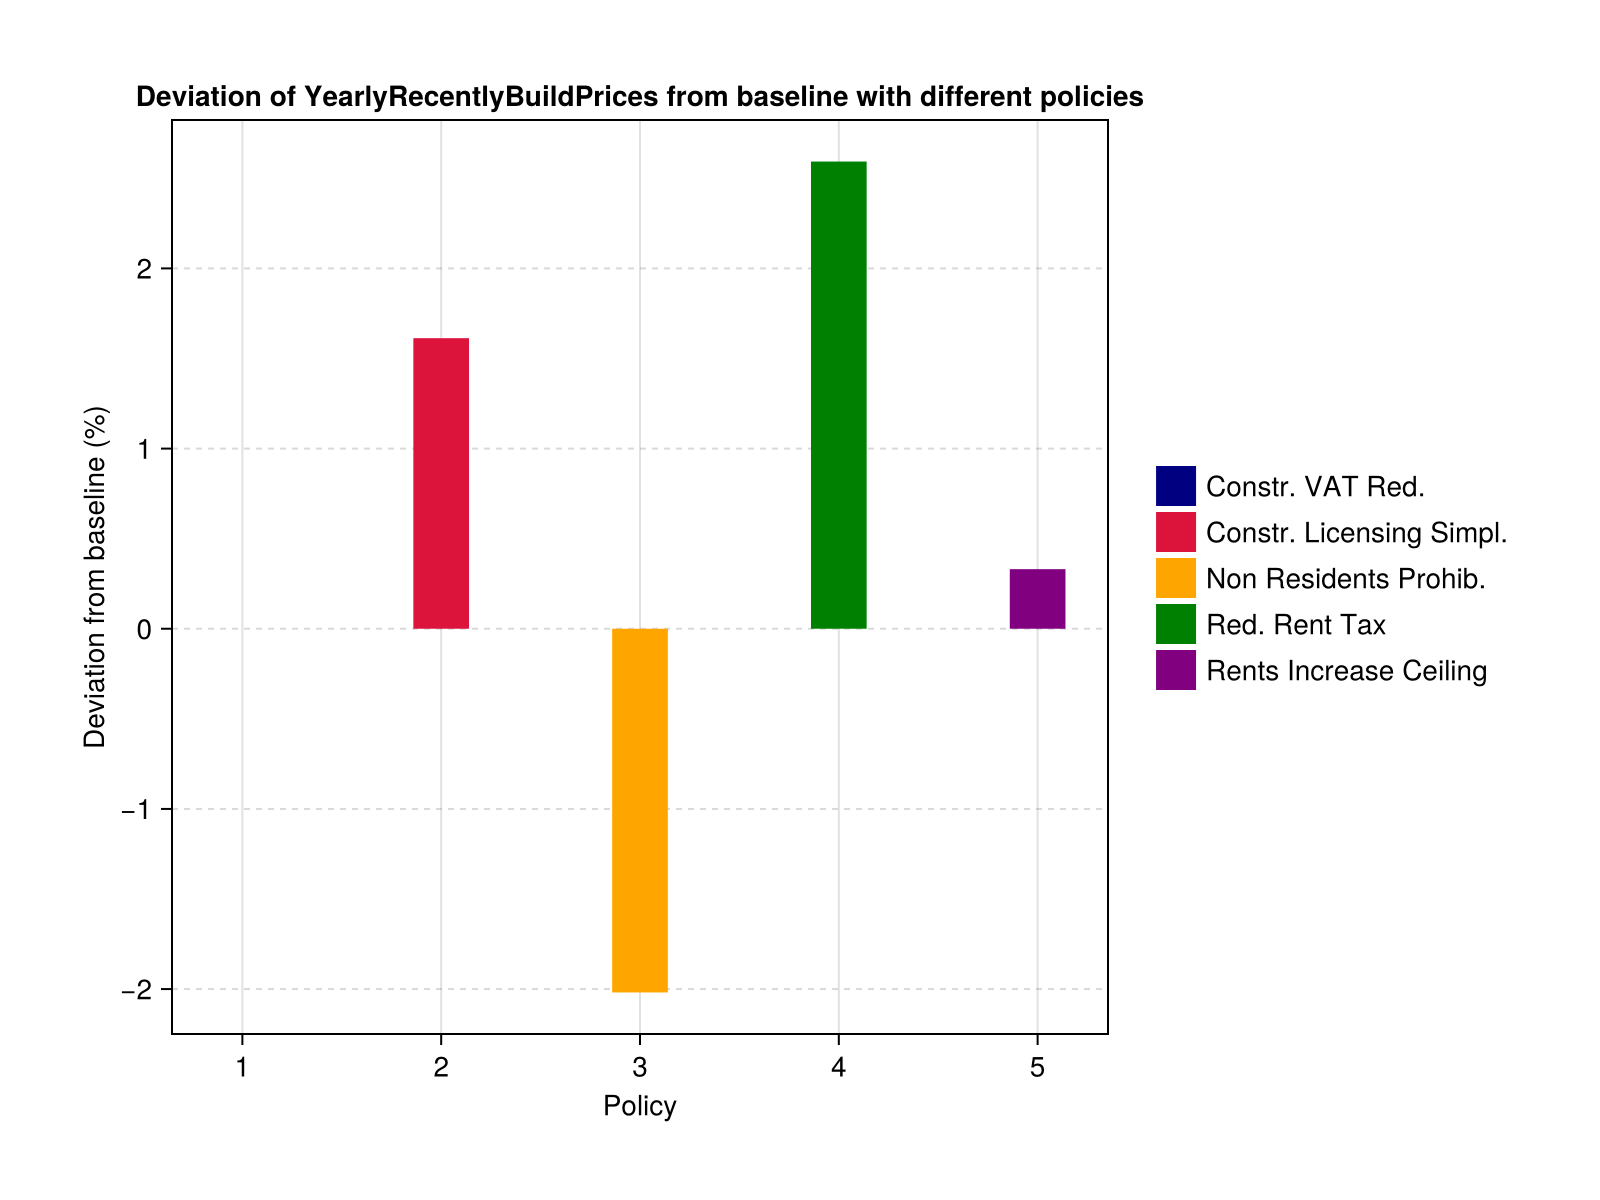 Deviation of YearlyRecentlyBuildPrices from baseline with different policies
Deviation from baseline (%)
2
1
0
−1
−2
1 2 3 4 5
Policy
Constr. VAT Red.
Constr. Licensing Simpl.
Non Residents Prohib.
Red. Rent Tax
Rents Increase Ceiling